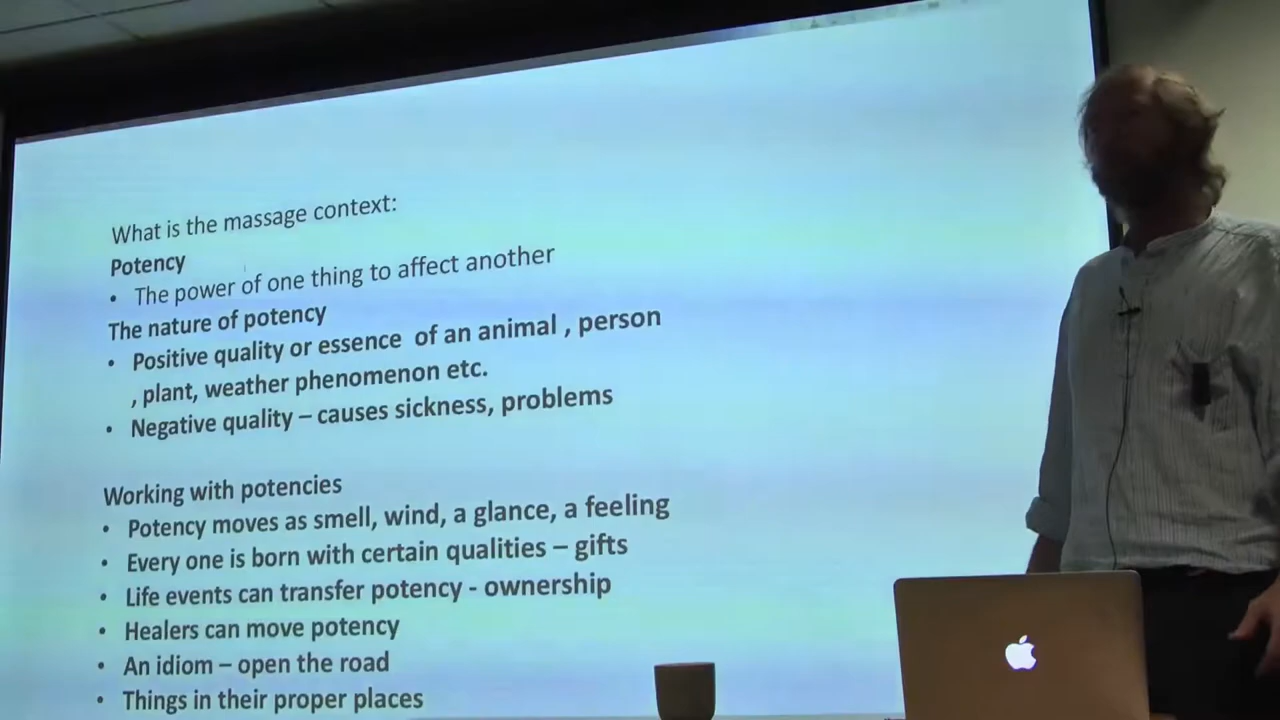 What is the massage context:
Potency
• The power of one thing to affect another
The nature of potency
• Positive quality or essence of an animal , person
, plant, weather phenomenon etc.
• Negative quality – causes sickness, problems
Working with potencies
• Potency moves as smell, wind, a glance, a feeling
• Every one is born with certain qualities – gifts
• Life events can transfer potency - ownership
• Healers can move potency
• An idiom – open the road
• Things in their proper places